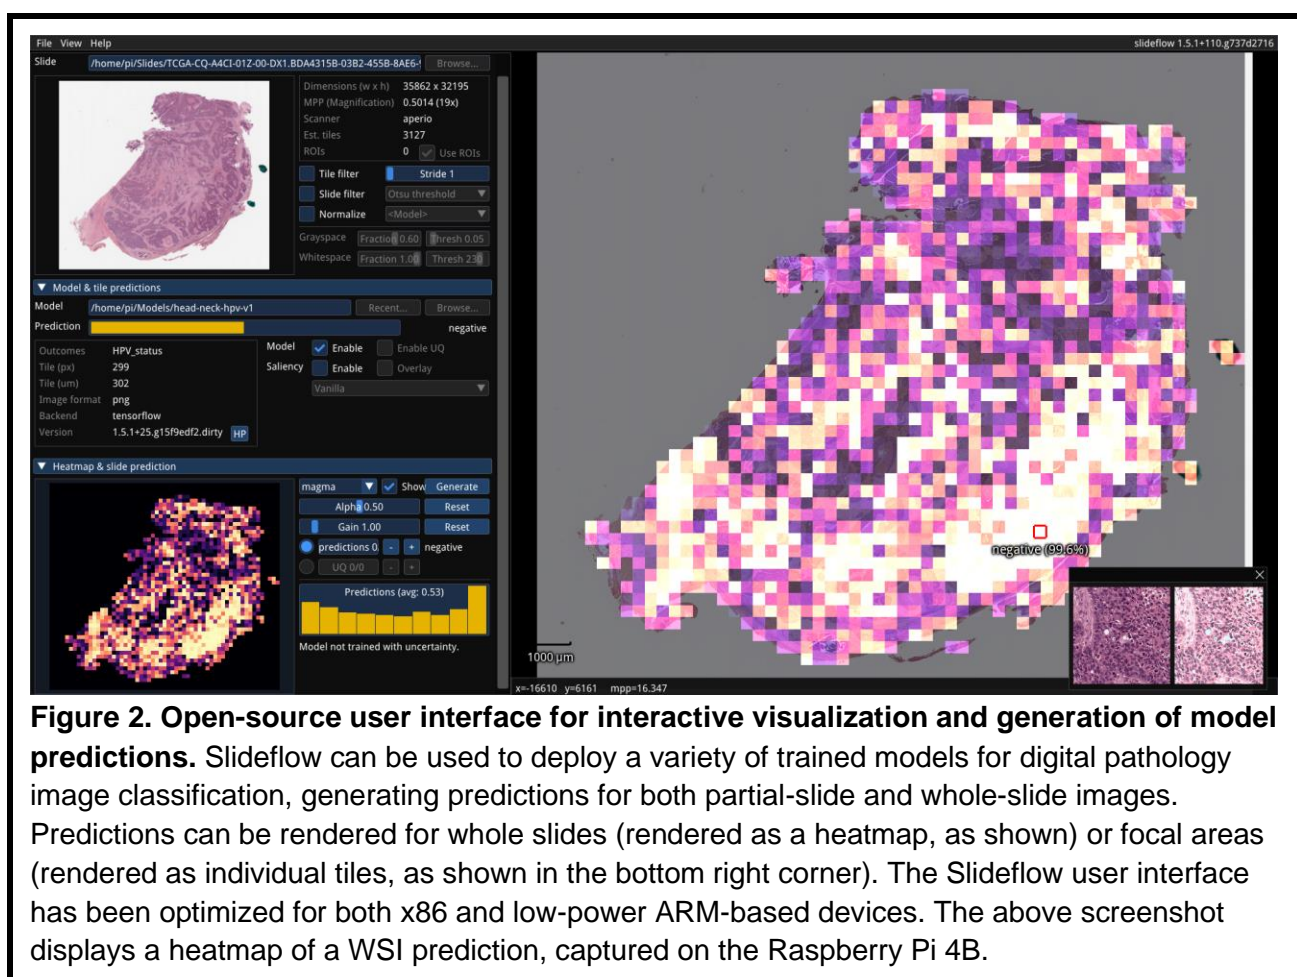 File View Help
slideflow 1.5.1+110.g737d2716
Slide /home/pi/Slides/TCGA-CQ-A4CI-01Z-00-DX1.BDA4315B-03B2-455B-8AE6- Browse...
Dimensions (w x h) 35862 x 32195
MPP (Magnification) 0.5014 (19x)
Scanner aperio
Est. tiles 3127
ROIs 0 Use ROIs
Tile filter Stride 1
Slide filter Otsu threshold
Normalize <Model>
Grayspace Fraction 0.60 Thresh 0.05
Whitespace Fraction 1.00 Thresh 230
Model & tile predictions
Model /home/pi/Models/head-neck-hpv-v1 Recent... Browse...
Prediction negative
Outcomes HPV_status
Tile (px) 299
Tile (um) 302
Image format png
Backend tensorflow
Version 1.5.1+25.g15f9edf2.dirty HP
Model Enable Enable UQ
Saliency Enable Overlay
Vanilla
Heatmap & slide prediction
magma Show Generate
Alpha 0.50 Reset
Gain 1.00 Reset
predictions 0 - + negative
UQ 0/0 - +
Predictions (avg: 0.53)
Model not trained with uncertainty.
negative (99.6%)
1000 µm
x=-16610 y=6161 mpp=16.347
Figure 2. Open-source user interface for interactive visualization and generation of model
predictions. Slideflow can be used to deploy a variety of trained models for digital pathology
image classification, generating predictions for both partial-slide and whole-slide images.
Predictions can be rendered for whole slides (rendered as a heatmap, as shown) or focal areas
(rendered as individual tiles, as shown in the bottom right corner). The Slideflow user interface
has been optimized for both x86 and low-power ARM-based devices. The above screenshot
displays a heatmap of a WSI prediction, captured on the Raspberry Pi 4B.